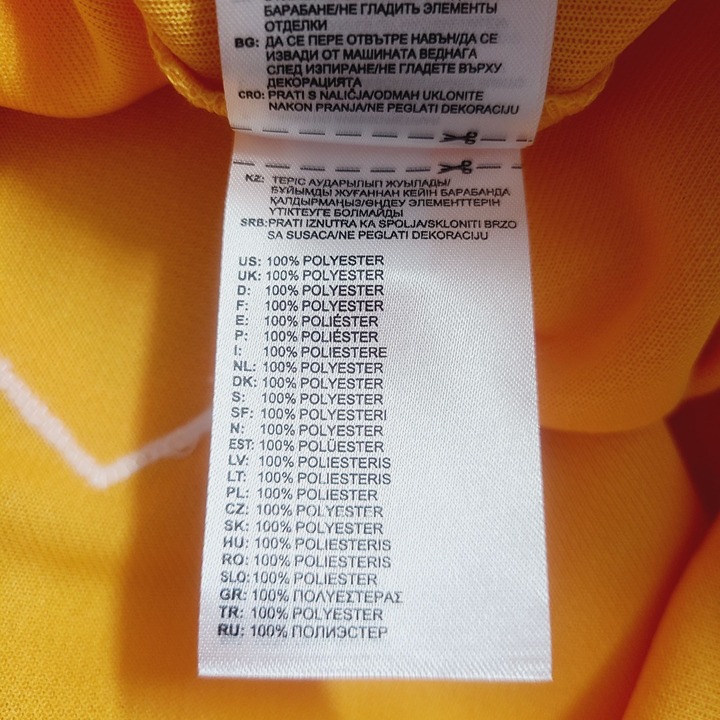 БАРАБАНЕ/НЕ ГЛАДИТЬ ЭЛЕМЕНТЫ
ОТДЕЛКИ
BG: ДА СЕ ПЕРЕ ОТВЪТРЕ НАВЪН/ДА СЕ
ИЗВАДИ ОТ МАШИНАТА ВЕДНАГА
СЛЕД ИЗПИРАНЕ/НЕ ГЛАДЕТЕ ВЪРХУ
ДЕКОРАЦИЯТА
CRO: PRATI S NALIČJA/ODMAH UKLONITE
NAKON PRANJA/NE PEGLATI DEKORACIJU
KZ: ТЕРІС АУДАРЫЛЫП ЖУЫЛАДЫ/
БҰЙЫМДЫ ЖУҒАННАН КЕЙІН БАРАБАНДА
ҚАЛДЫРМАҢЫЗ/ӨҢДЕУ ЭЛЕМЕНТТЕРІН
ҮТІКТЕУГЕ БОЛМАЙДЫ
SRB: PRATI IZNUTRA KA SPOLJA/SKLONITI BRZO
SA SUSACA/NE PEGLATI DEKORACIJU
US: 100% POLYESTER
UK: 100% POLYESTER
D: 100% POLYESTER
F: 100% POLYESTER
E: 100% POLIÉSTER
P: 100% POLIÉSTER
I: 100% POLIESTERE
NL: 100% POLYESTER
DK: 100% POLYESTER
S: 100% POLYESTER
SF: 100% POLYESTERI
N: 100% POLYESTER
EST: 100% POLÜESTER
LV: 100% POLIESTERIS
LT: 100% POLIESTERIS
PL: 100% POLYESTER
CZ: 100% POLYESTER
SK: 100% POLYESTER
HU: 100% POLIESTERIS
RO: 100% POLIESTERIS
SLO: 100% POLIESTER
GR: 100% ΠΟΛΥΕΣΤΕΡΑΣ
TR: 100% POLYESTER
RU: 100% ПОЛИЭСТЕР